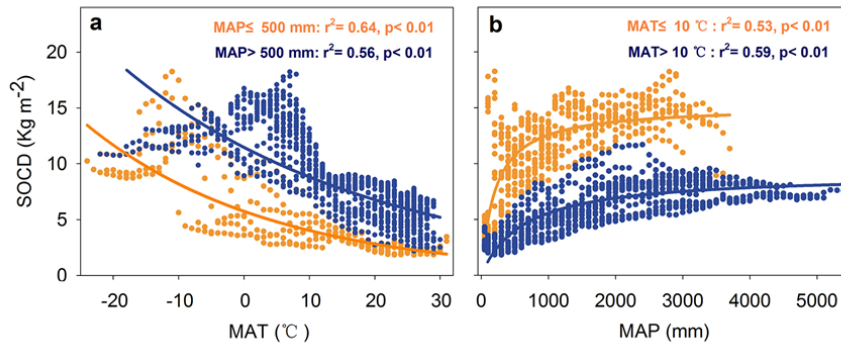 a
MAP≤ 500 mm: r²= 0.64, p< 0.01
MAP> 500 mm: r²= 0.56, p< 0.01
b
MAT≤ 10 ℃ : r²= 0.53, p< 0.01
MAT> 10 ℃ : r²= 0.59, p< 0.01
SOCD (Kg m⁻²)
20
15
10
5
0
-20 -10 0 10 20 30
MAT (℃)
0 1000 2000 3000 4000 5000
MAP (mm)